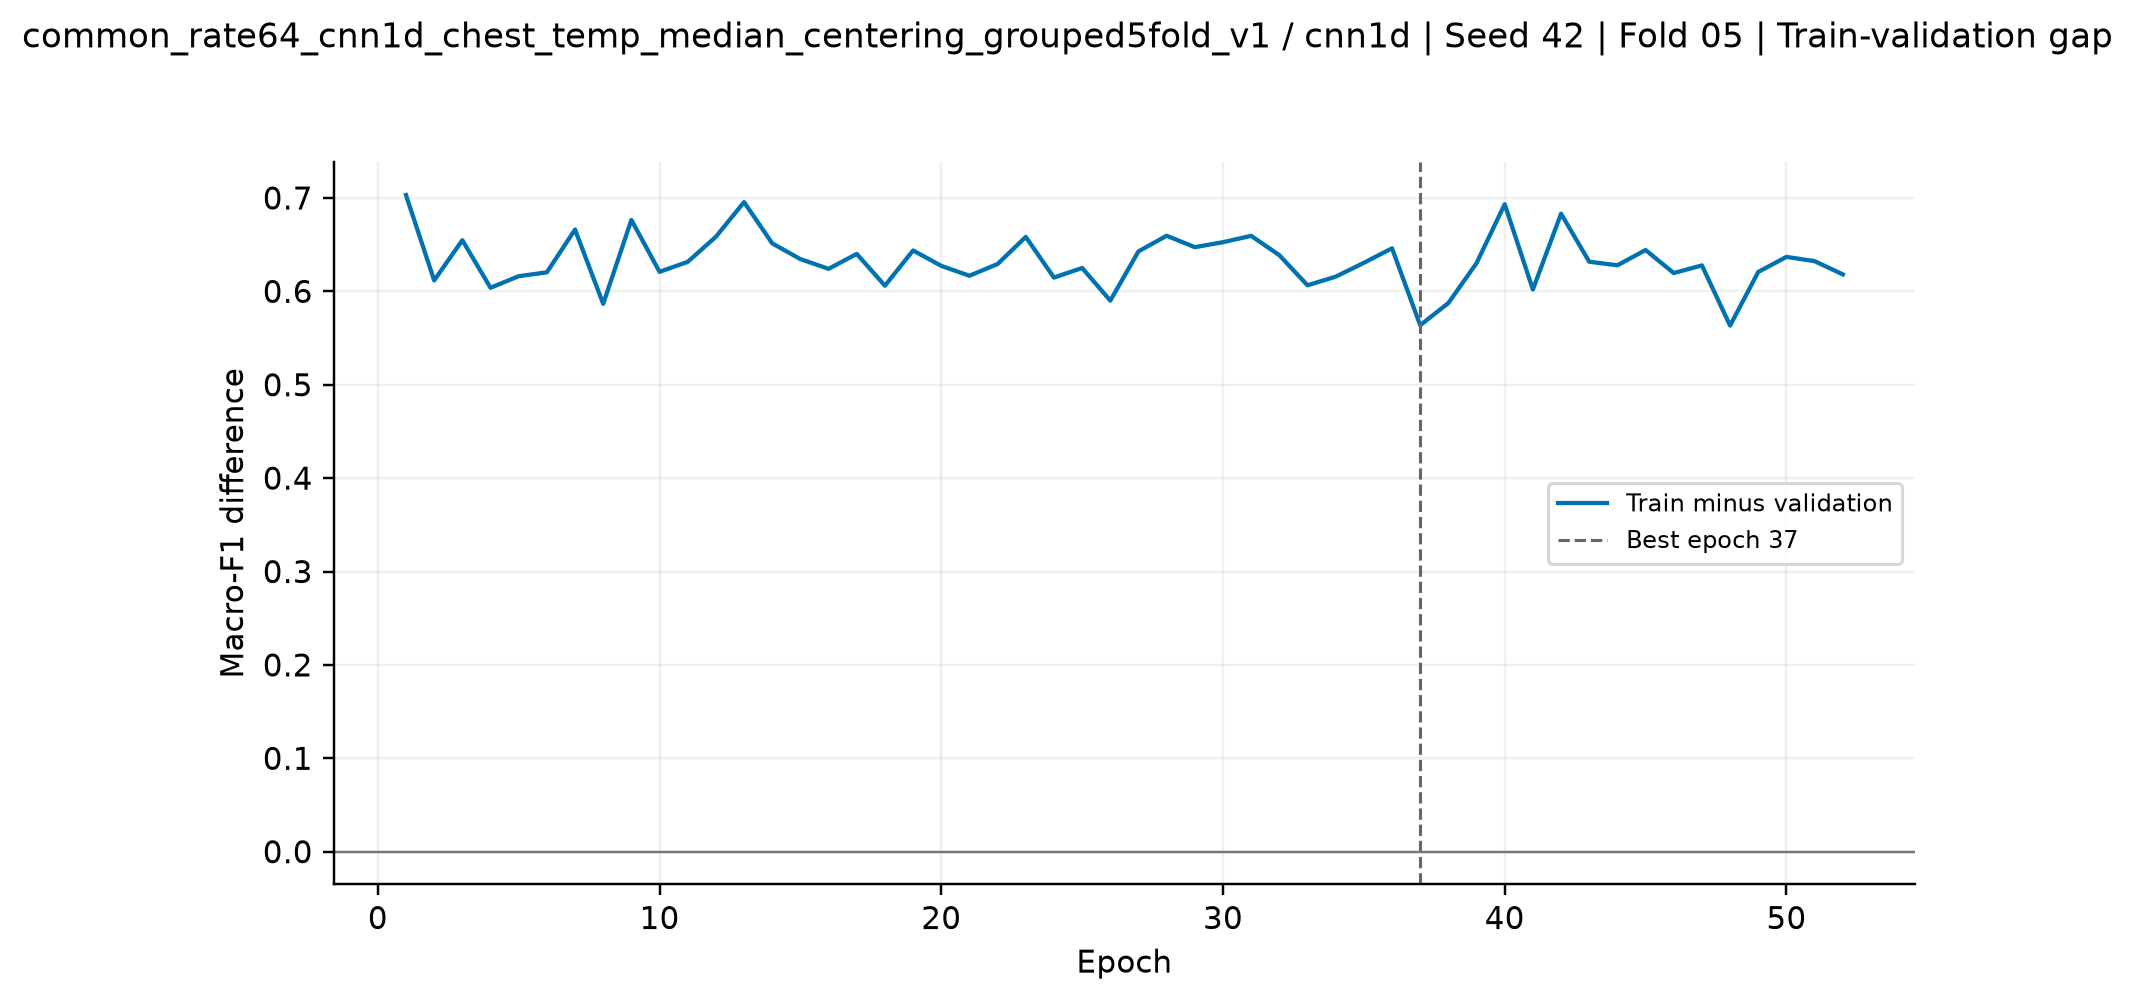 common_rate64_cnn1d_chest_temp_median_centering_grouped5fold_v1 / cnn1d | Seed 42 | Fold 05 | Train-validation gap
Macro-F1 difference
0.7
0.6
0.5
0.4
0.3
0.2
0.1
0.0
Train minus validation
Best epoch 37
0 10 20 30 40 50
Epoch